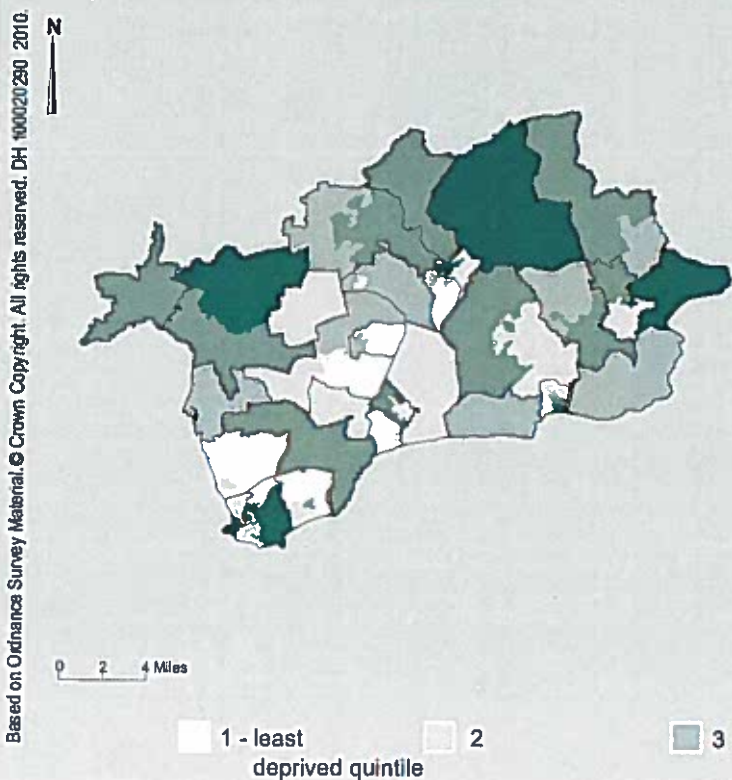 Based on Ordnance Survey Material. © Crown Copyright. All rights reserved. DH 100020290 2010.
N
0 2 4 Miles
1 - least 2 3
deprived quintile